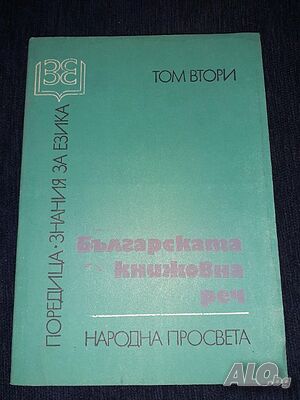 ЗЕ
ТОМ ВТОРИ
ПОРЕДИЦА · ЗНАНИЯ ЗА ЕЗИКА
българската
книжовна
реч
НАРОДНА ПРОСВЕТА
ALO.bg